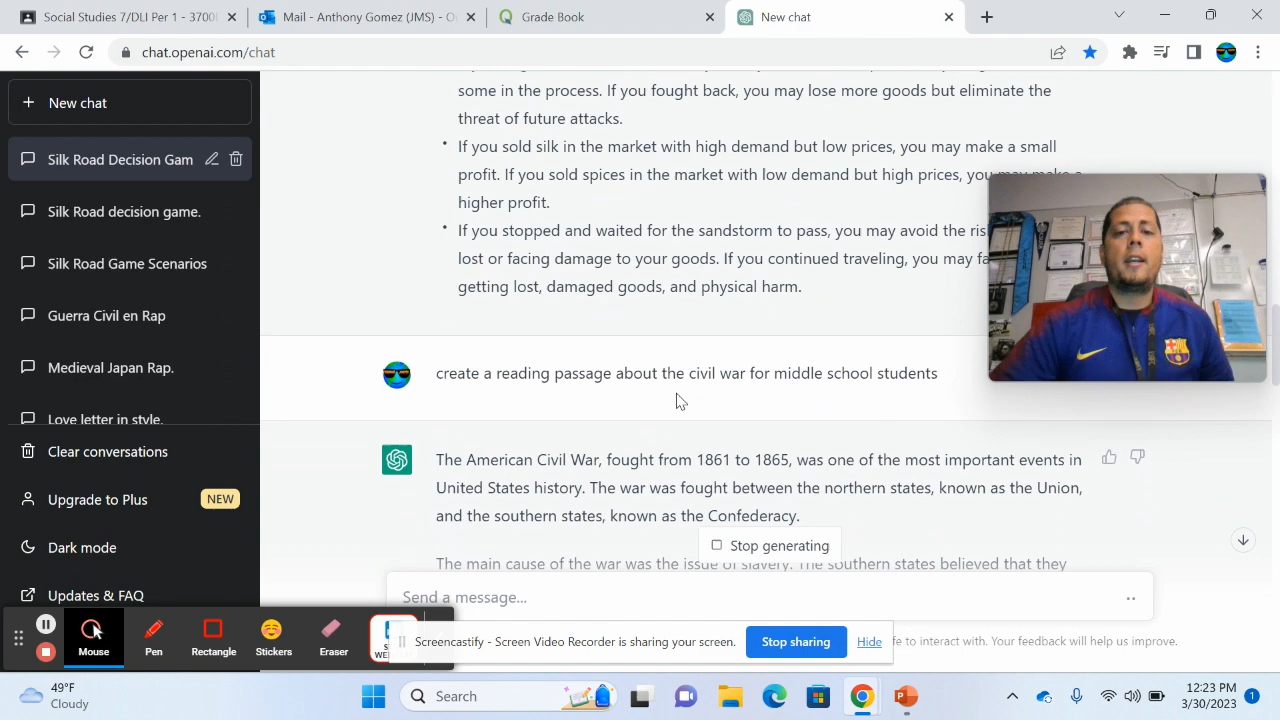 Social Studies 7/DLI Per 1 - 3700
Mail - Anthony Gomez (JMS) - O
Grade Book
New chat
chat.openai.com/chat
New chat
Silk Road Decision Gam
Silk Road decision game.
Silk Road Game Scenarios
Guerra Civil en Rap
Medieval Japan Rap.
Love letter in style.
Clear conversations
Upgrade to Plus NEW
Dark mode
Updates & FAQ
some in the process. If you fought back, you may lose more goods but eliminate the
threat of future attacks.
• If you sold silk in the market with high demand but low prices, you may make a small
profit. If you sold spices in the market with low demand but high prices, you may make a
higher profit.
• If you stopped and waited for the sandstorm to pass, you may avoid the ris
lost or facing damage to your goods. If you continued traveling, you may fa
getting lost, damaged goods, and physical harm.
create a reading passage about the civil war for middle school students
The American Civil War, fought from 1861 to 1865, was one of the most important events in
United States history. The war was fought between the northern states, known as the Union,
and the southern states, known as the Confederacy.
Stop generating
The main cause of the war was the issue of slavery. The southern states believed that they
Send a message...
Screencastify - Screen Video Recorder is sharing your screen. Stop sharing Hide
fe to interact with. Your feedback will help us improve.
Mouse Pen Rectangle Stickers Eraser
49°F
Cloudy
Search
12:23 PM
3/30/2023
1